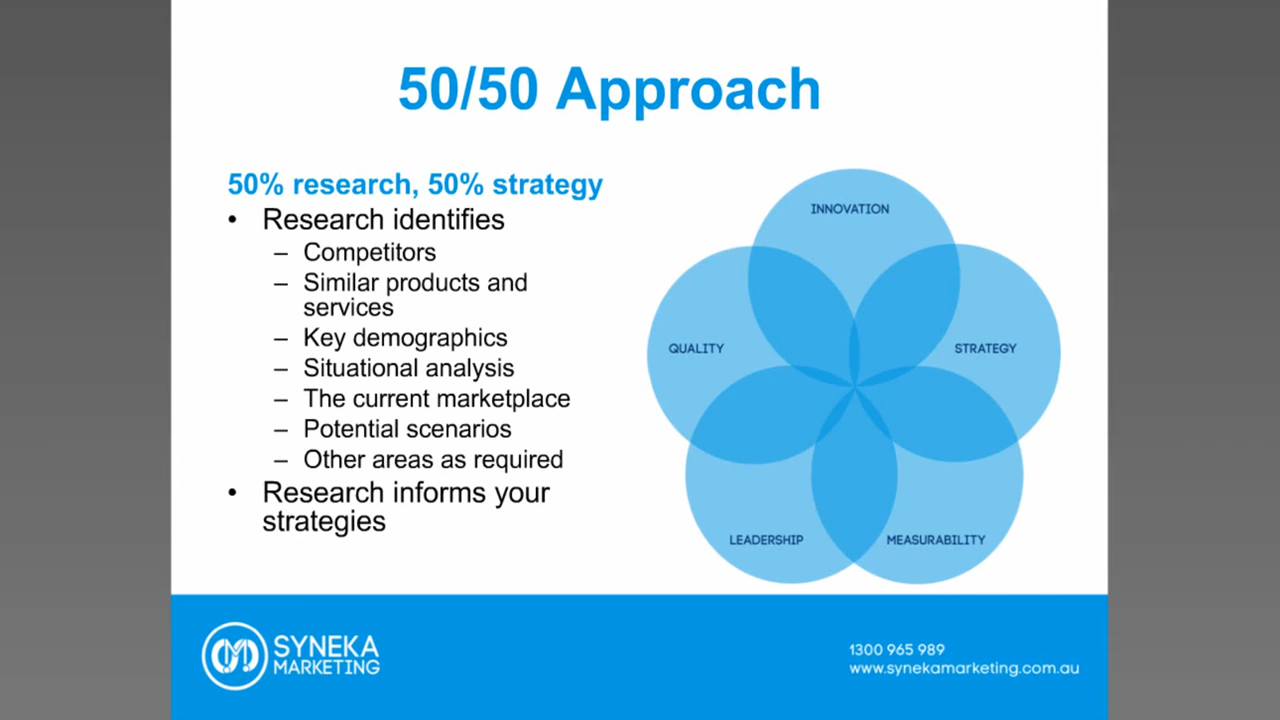 50/50 Approach
50% research, 50% strategy
• Research identifies
– Competitors
– Similar products and
services
– Key demographics
– Situational analysis
– The current marketplace
– Potential scenarios
– Other areas as required
• Research informs your
strategies
INNOVATION
QUALITY
STRATEGY
LEADERSHIP
MEASURABILITY
SYNEKA
MARKETING
1300 965 989
www.synekamarketing.com.au